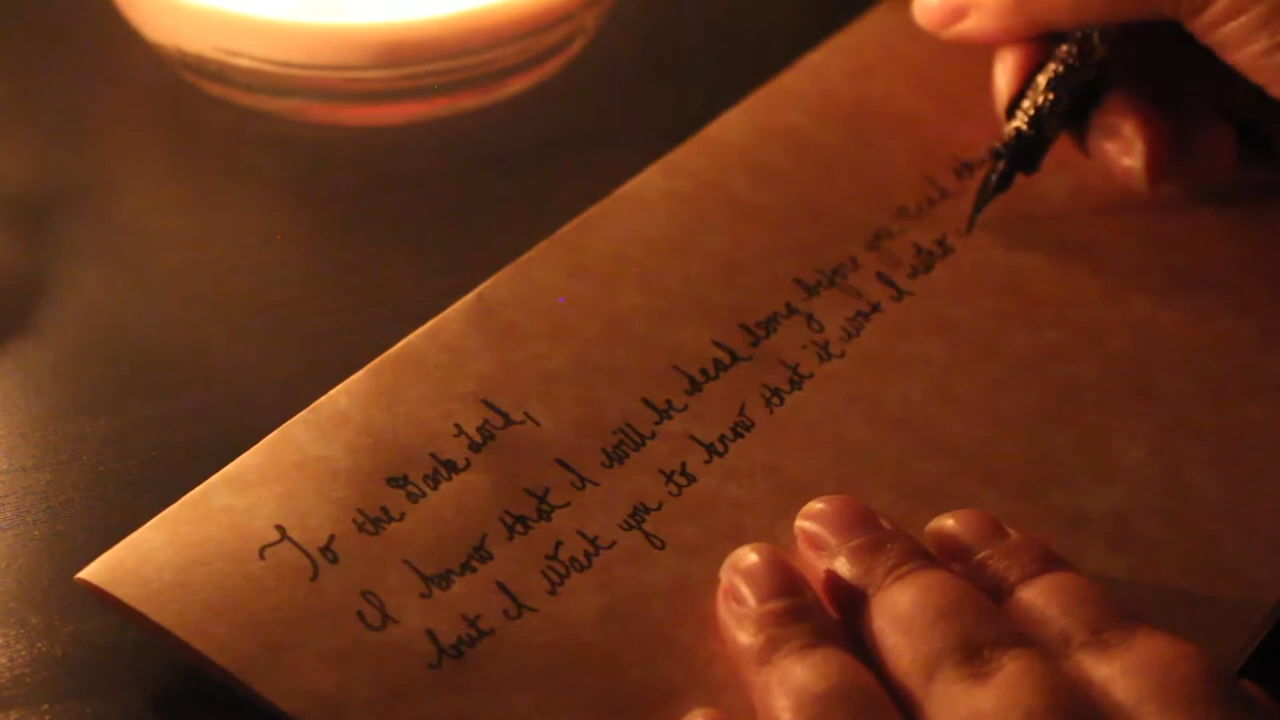 To the Dark Lord,
I know that I will be dead long before you read
but I want you to know that it was I who